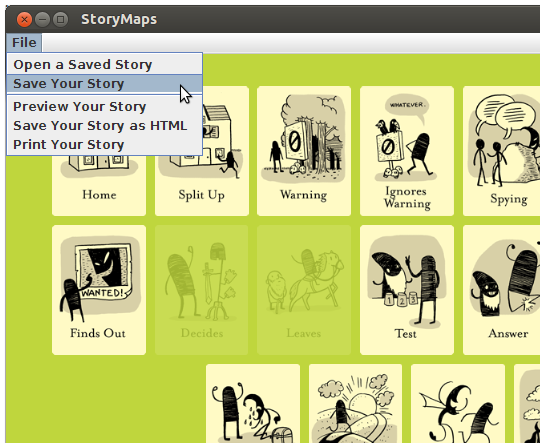 StoryMaps
File
Open a Saved Story
Save Your Story
Preview Your Story
Save Your Story as HTML
Print Your Story
WHATEVER.
Home
Split Up
Warning
Ignores
Warning
Spying
WANTED!
1 2 3
Finds Out
Decides
Leaves
Test
Answer